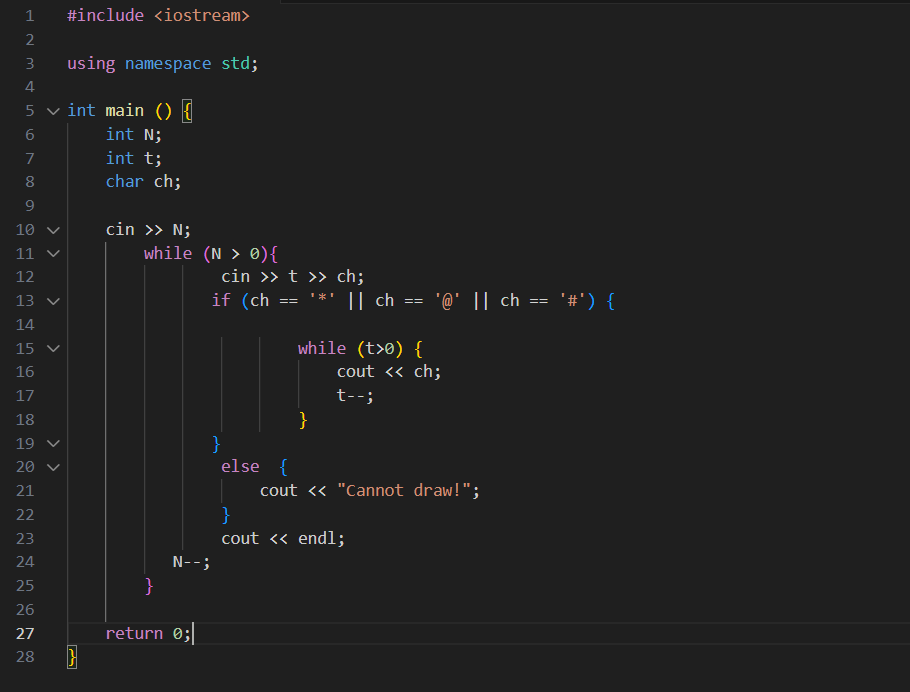 1 #include <iostream>
2
3 using namespace std;
4
5 int main () {
6     int N;
7     int t;
8     char ch;
9
10     cin >> N;
11         while (N > 0){
12                 cin >> t >> ch;
13                if (ch == '*' || ch == '@' || ch == '#') {
14
15                         while (t>0) {
16                             cout << ch;
17                             t--;
18                         }
19                }
20                 else  {
21                     cout << "Cannot draw!";
22                 }
23                 cout << endl;
24            N--;
25         }
26
27     return 0;
28 }